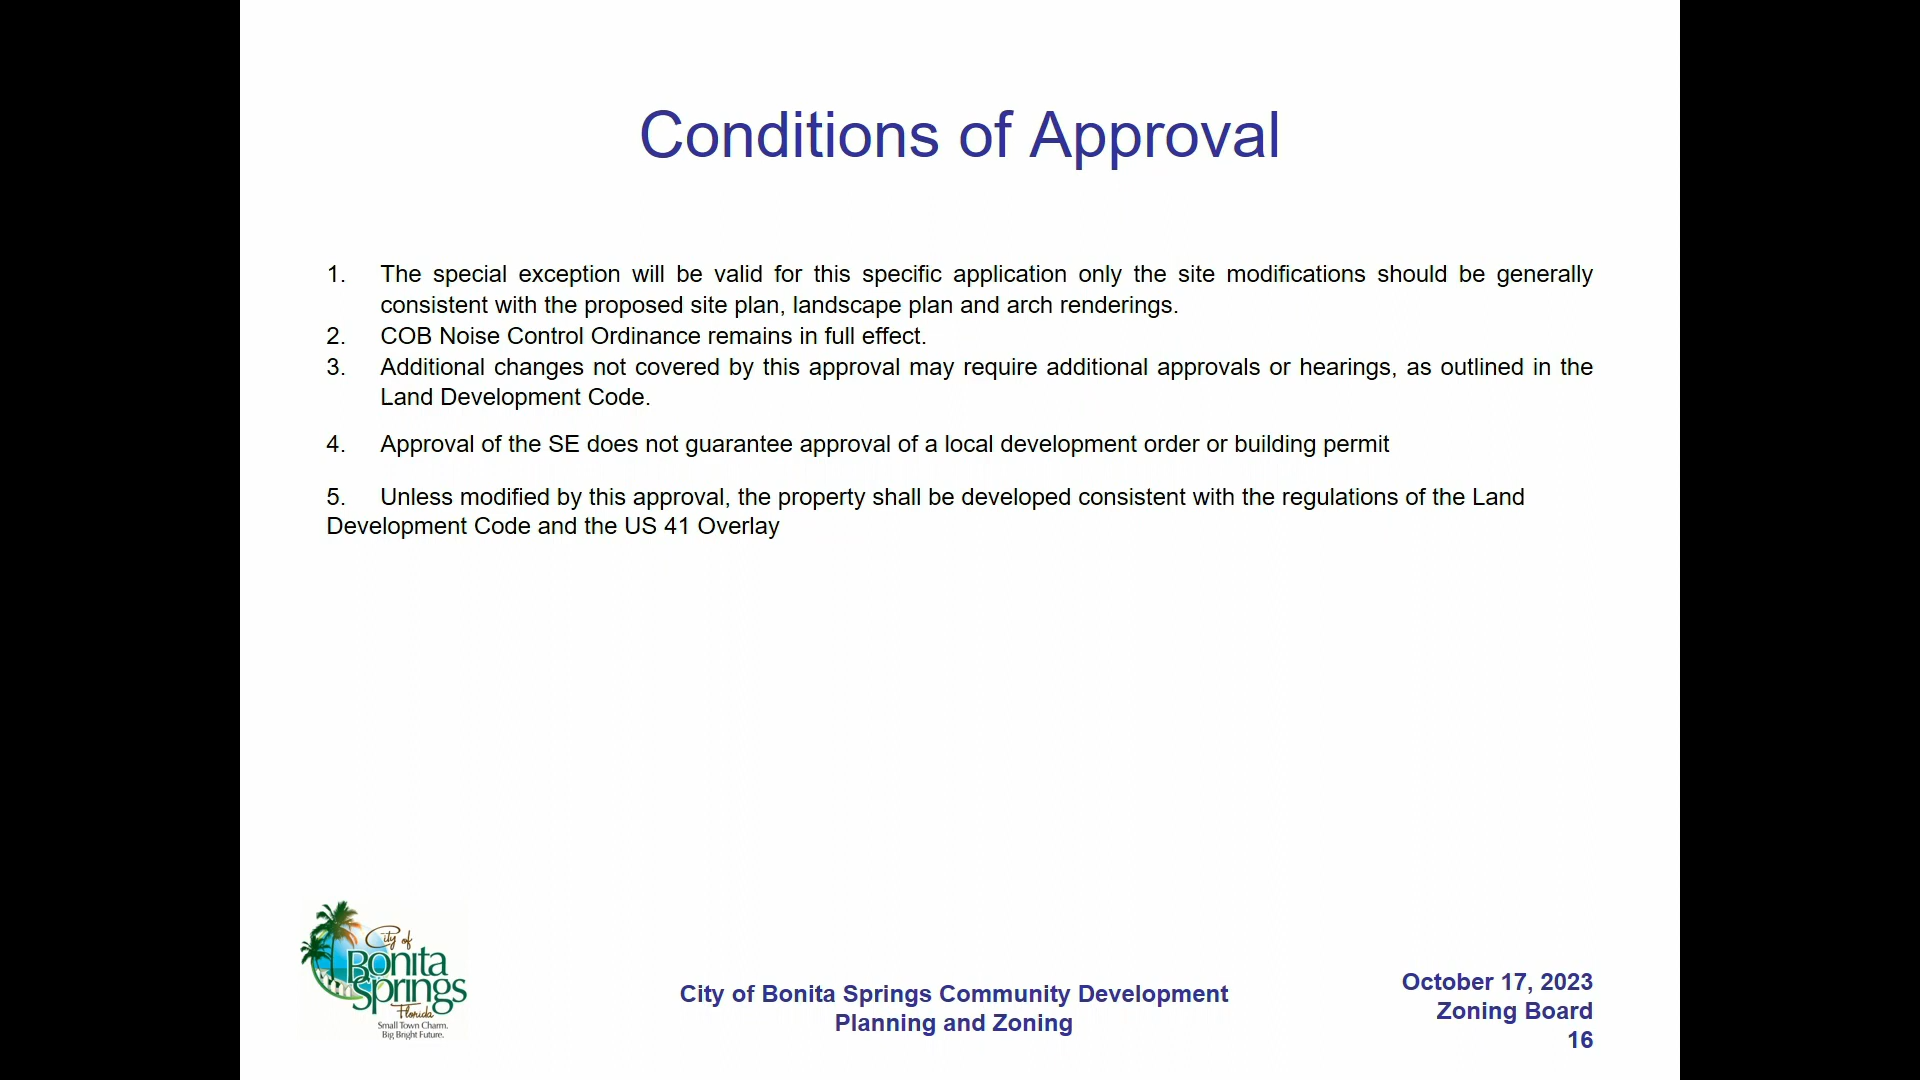 Conditions of Approval
1. The special exception will be valid for this specific application only the site modifications should be generally
consistent with the proposed site plan, landscape plan and arch renderings.
2. COB Noise Control Ordinance remains in full effect.
3. Additional changes not covered by this approval may require additional approvals or hearings, as outlined in the
Land Development Code.
4. Approval of the SE does not guarantee approval of a local development order or building permit
5. Unless modified by this approval, the property shall be developed consistent with the regulations of the Land
Development Code and the US 41 Overlay
City of
Bonita
Springs
Florida
Small Town Charm.
Big Bright Future.
City of Bonita Springs Community Development
Planning and Zoning
October 17, 2023
Zoning Board
16